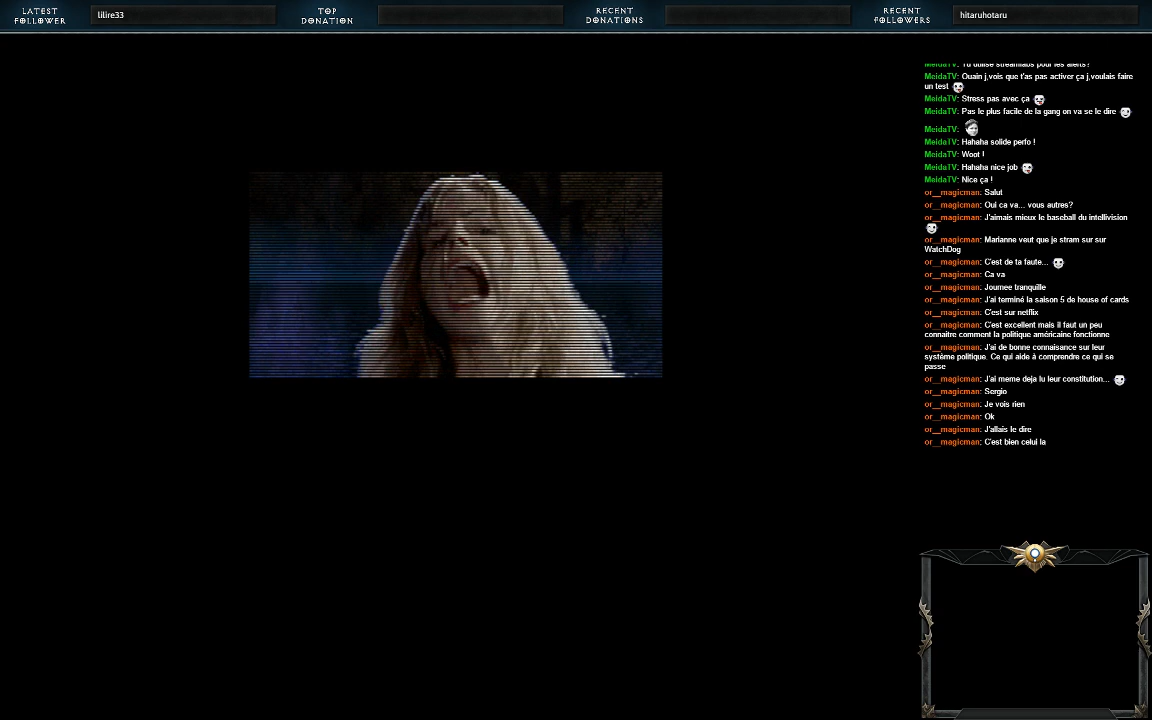 LATEST
FOLLOWER
lilire33
TOP
DONATION
RECENT
DONATIONS
RECENT
FOLLOWERS
hitaruhotaru
MeidaTV: Tu utilise streamlabs pour les alerts?
MeidaTV: Ouain j,vois que t'as pas activer ça j,voulais faire
un test
MeidaTV: Stress pas avec ça
MeidaTV: Pas le plus facile de la gang on va se le dire
MeidaTV:
MeidaTV: Hahaha solide perfo !
MeidaTV: Woot !
MeidaTV: Hahaha nice job
MeidaTV: Nice ça !
or__magicman: Salut
or__magicman: Oui ca va... vous autres?
or__magicman: J'aimais mieux le baseball du intellivision
or__magicman: Marianne veut que je stram sur sur
WatchDog
or__magicman: C'est de ta faute...
or__magicman: Ca va
or__magicman: Journee tranquille
or__magicman: J'ai terminé la saison 5 de house of cards
or__magicman: C'est sur netflix
or__magicman: C'est excellent mais il faut un peu
connaitre comment la politique américaine fonctionne
or__magicman: J'ai de bonne connaisance sur leur
système politique. Ce qui aide à comprendre ce qui se
passe
or__magicman: J'ai meme deja lu leur constitution...
or__magicman: Sergio
or__magicman: Je vois rien
or__magicman: Ok
or__magicman: J'allais le dire
or__magicman: C'est bien celui la